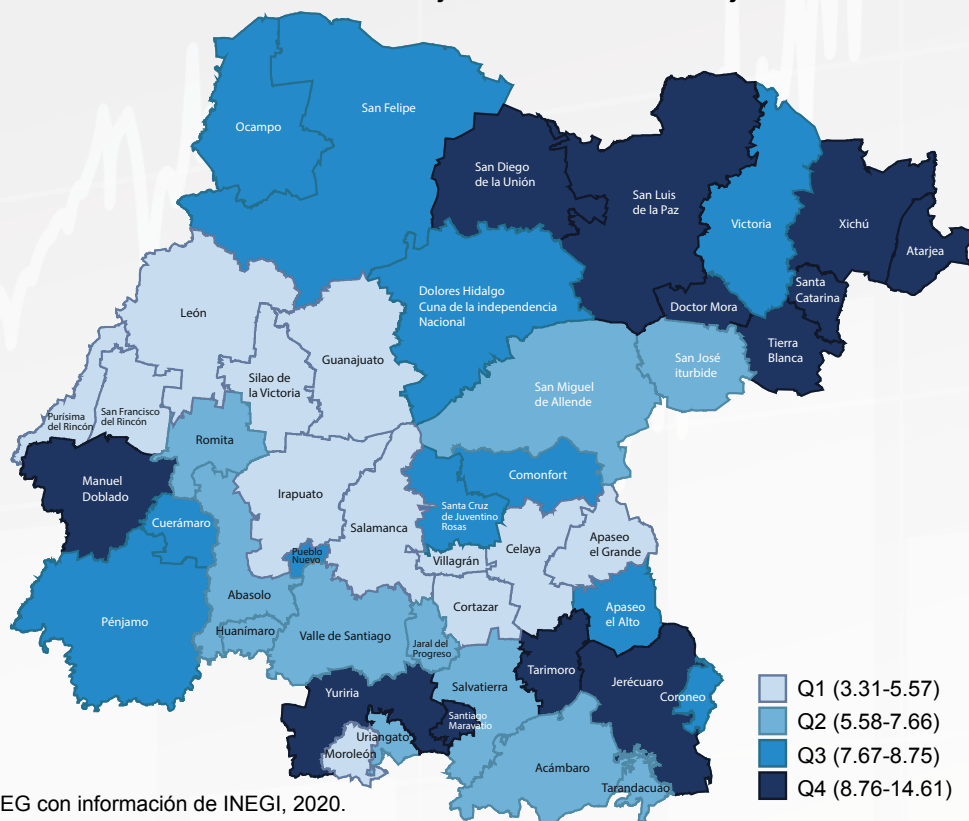 Ocampo
San Felipe
San Diego
de la Unión
San Luis
de la Paz
Victoria
Xichú
Atarjea
Santa
Catarina
Doctor Mora
Tierra
Blanca
Dolores Hidalgo
Cuna de la independencia
Nacional
León
Guanajuato
Silao de
la Victoria
San José
iturbide
San Miguel
de Allende
Purísima
del Rincón
San Francisco
del Rincón
Romita
Manuel
Doblado
Irapuato
Comonfort
Cuerámaro
Salamanca
Santa Cruz
de Juventino
Rosas
Apaseo
el Grande
Celaya
Pueblo
Nuevo
Villagrán
Abasolo
Cortazar
Pénjamo
Apaseo
el Alto
Huanímaro
Valle de Santiago
Jaral del
Progreso
Tarimoro
Jerécuaro
Coroneo
Yuriria
Salvatierra
Santiago
Maravatío
Uriangato
Moroleón
Acámbaro
Tarandacuao
Q1 (3.31-5.57)
Q2 (5.58-7.66)
Q3 (7.67-8.75)
Q4 (8.76-14.61)
EG con información de INEGI, 2020.